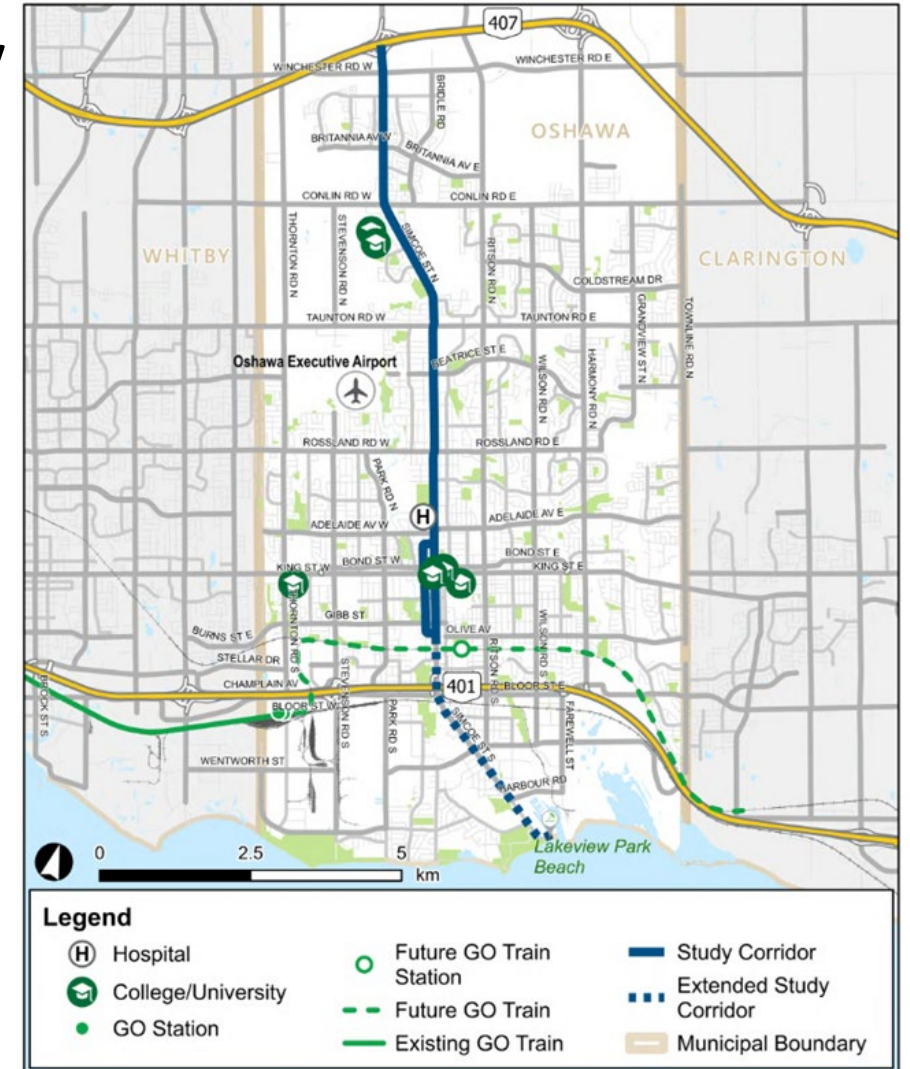 407
WINCHESTER RD W
WINCHESTER RD E
BRIDLE RD
OSHAWA
BRITANNIA AV W
BRITANNIA AV E
CONLIN RD W
CONLIN RD E
THORNTON RD N
STEVENSON RD N
SIMCOE ST N
RITSON RD N
WHITBY
CLARINGTON
COLDSTREAM DR
GRANDVIEW ST N
TOWNLINE RD N
TAUNTON RD W
TAUNTON RD E
Oshawa Executive Airport
BEATRICE ST E
WILSON RD N
HARMONY RD N
ROSSLAND RD W
ROSSLAND RD E
PARK RD N
H
ADELAIDE AV W
ADELAIDE AV E
BOND ST W
BOND ST E
KING ST W
KING ST E
THORNTON RD S
GIBB ST
OLIVE AV
WILSON RD S
BURNS ST E
RITSON RD S
STELLAR DR
STEVENSON RD S
CHAMPLAIN AV
401
BLOOR ST E
BROCK ST S
BLOOR ST W
PARK RD S
SIMCOE ST S
FAREWELL ST
WENTWORTH ST
HARBOUR RD
Lakeview Park
Beach
0 2.5 5
km
Legend
H Hospital
College/University
GO Station
Future GO Train
Station
Future GO Train
Existing GO Train
Study Corridor
Extended Study
Corridor
Municipal Boundary